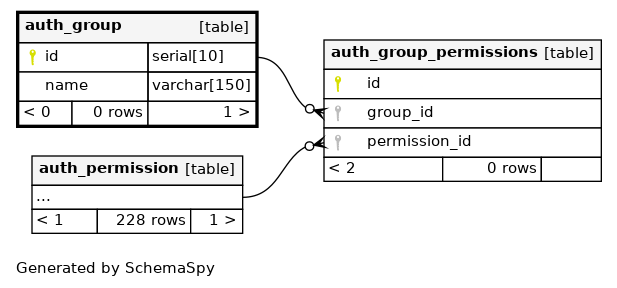 auth_group [table]
id serial[10]
name varchar[150]
< 0 0 rows 1 >
auth_group_permissions [table]
id
group_id
permission_id
< 2 0 rows
auth_permission [table]
...
< 1 228 rows 1 >
Generated by SchemaSpy